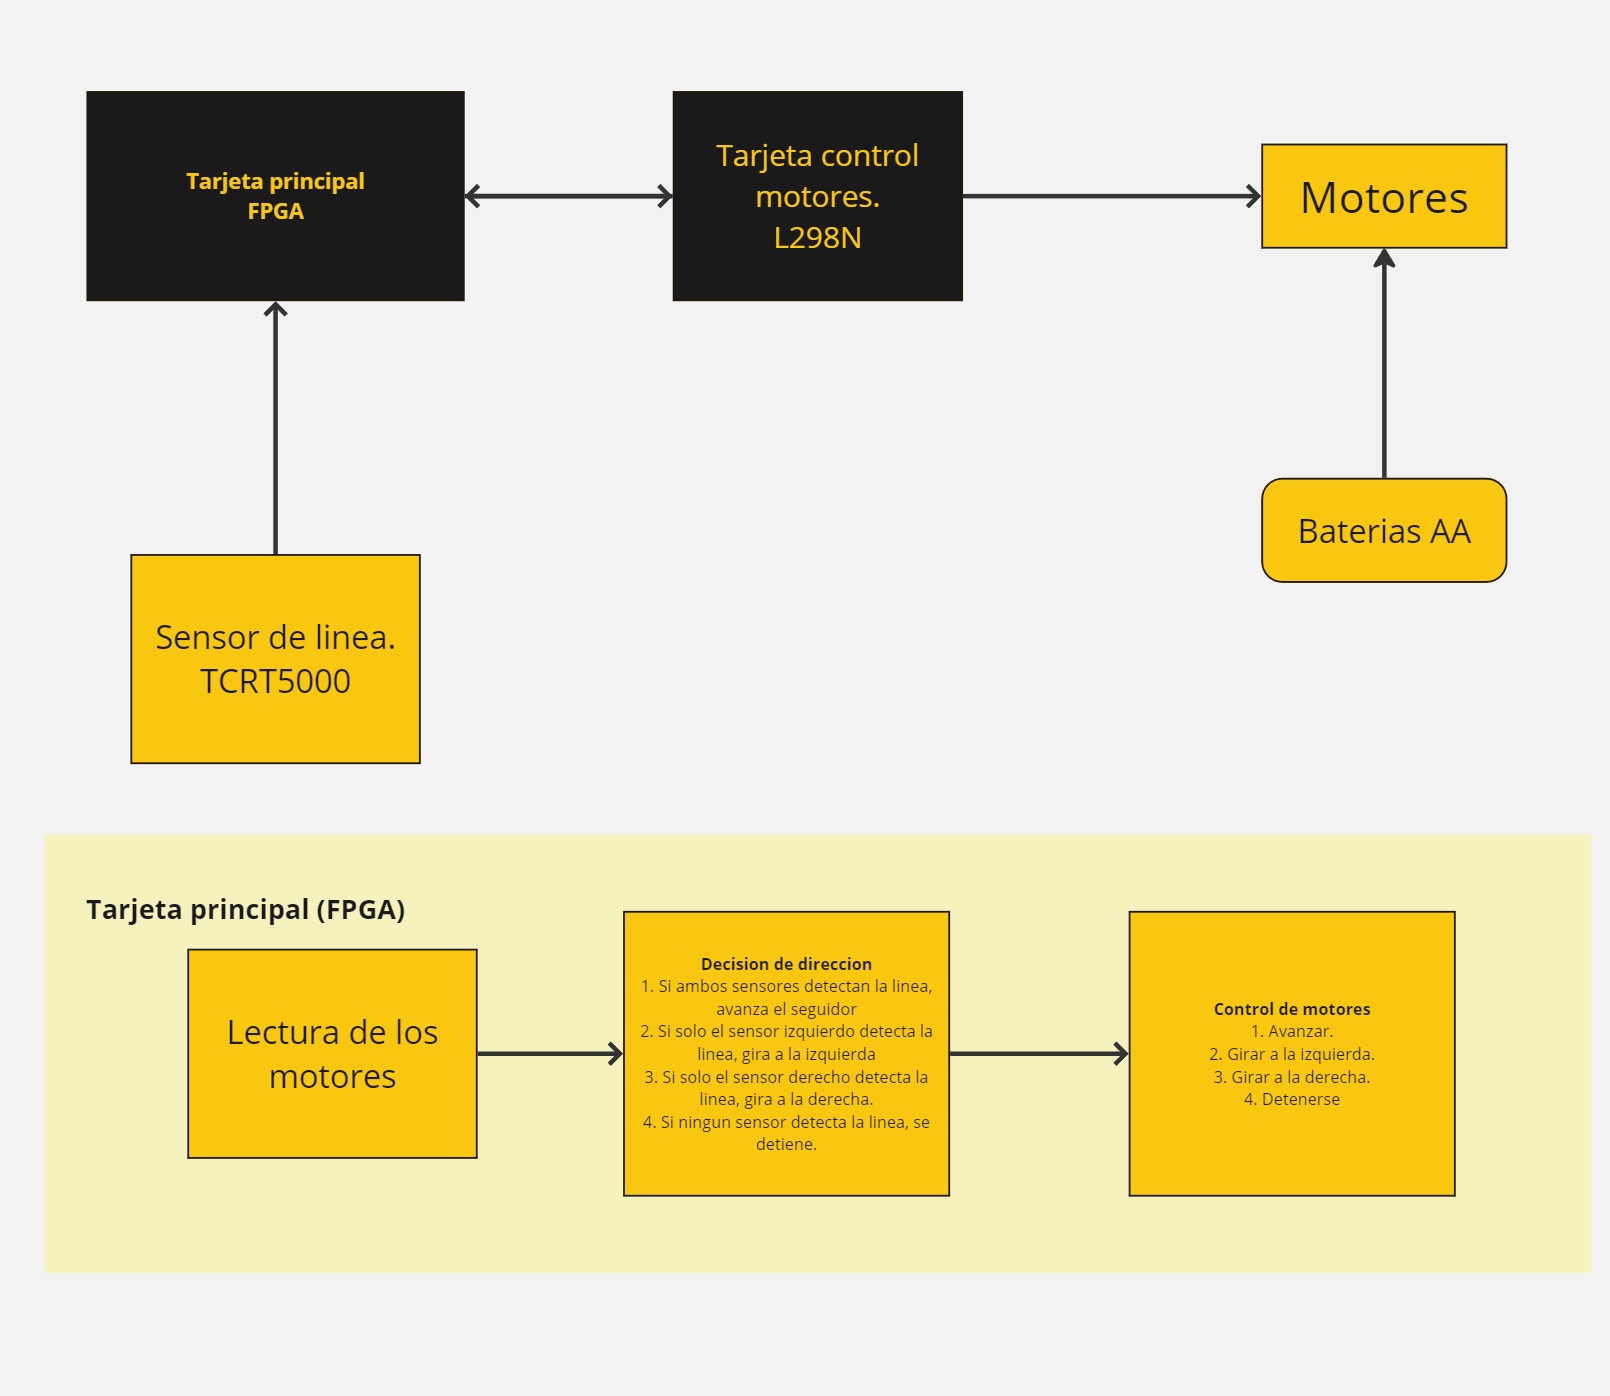 Tarjeta principal
FPGA
Tarjeta control
motores.
L298N
Motores
Baterias AA
Sensor de linea.
TCRT5000
Tarjeta principal (FPGA)
Lectura de los
motores
Decision de direccion
1. Si ambos sensores detectan la linea,
avanza el seguidor
2. Si solo el sensor izquierdo detecta la
linea, gira a la izquierda
3. Si solo el sensor derecho detecta la
linea, gira a la derecha.
4. Si ningun sensor detecta la linea, se
detiene.
Control de motores
1. Avanzar.
2. Girar a la izquierda.
3. Girar a la derecha.
4. Detenerse